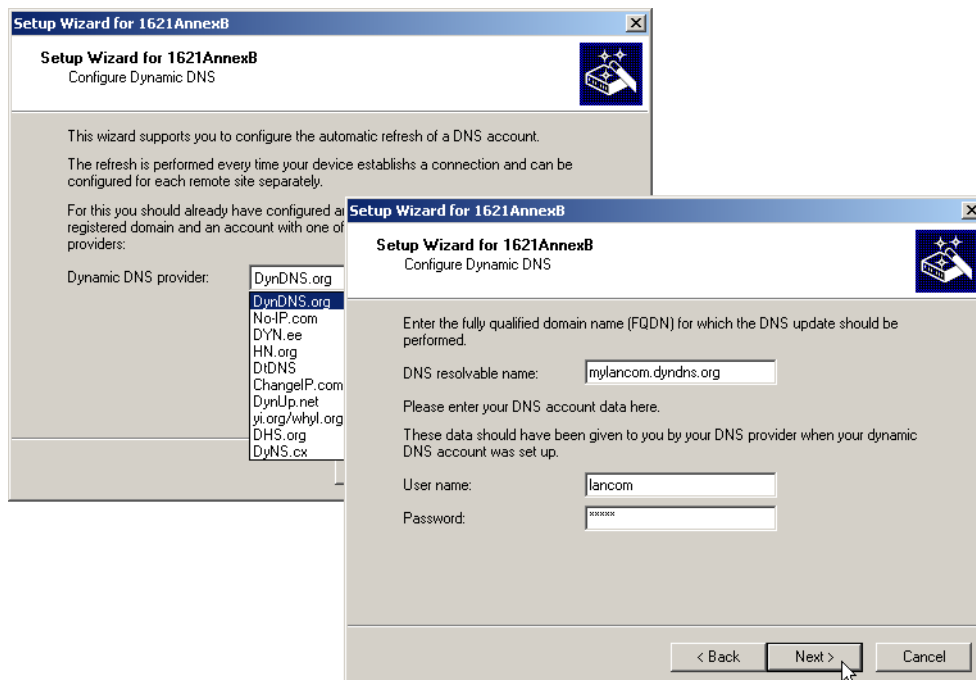 Setup Wizard for 1621AnnexB
Setup Wizard for 1621AnnexB
Configure Dynamic DNS
This wizard supports you to configure the automatic refresh of a DNS account.
The refresh is performed every time your device establishs a connection and can be
configured for each remote site separately.
For this you should already have configured
registered domain and an account with one of
providers:
Dynamic DNS provider:
DynDNS.org
DynDNS.org
No-IP.com
DYN.ee
HN.org
DtDNS
ChangeIP.com
DynUp.net
yi.org/whyI.org
DHS.org
DyNS.cx
Setup Wizard for 1621AnnexB
Setup Wizard for 1621AnnexB
Configure Dynamic DNS
Enter the fully qualified domain name (FQDN) for which the DNS update should be
performed.
DNS resolvable name:
mylancom.dyndns.org
Please enter your DNS account data here.
These data should have been given to you by your DNS provider when your dynamic
DNS account was set up.
User name:
lancom
Password:
xxxxx
< Back
Next >
Cancel